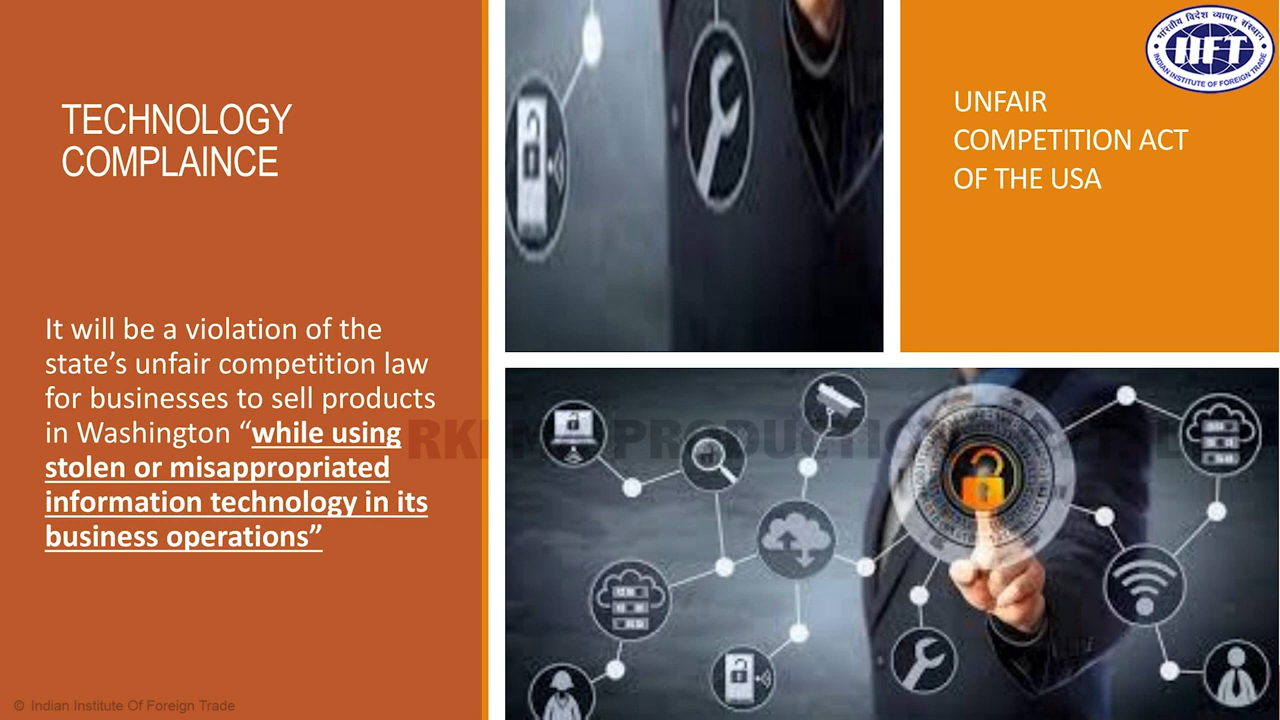 TECHNOLOGY
COMPLAINCE
It will be a violation of the
state’s unfair competition law
for businesses to sell products
in Washington “while using
stolen or misappropriated
information technology in its
business operations”
UNFAIR
COMPETITION ACT
OF THE USA
भारतीय विदेश व्यापार संस्थान
IIFT
INDIAN INSTITUTE OF FOREIGN TRADE
© Indian Institute Of Foreign Trade